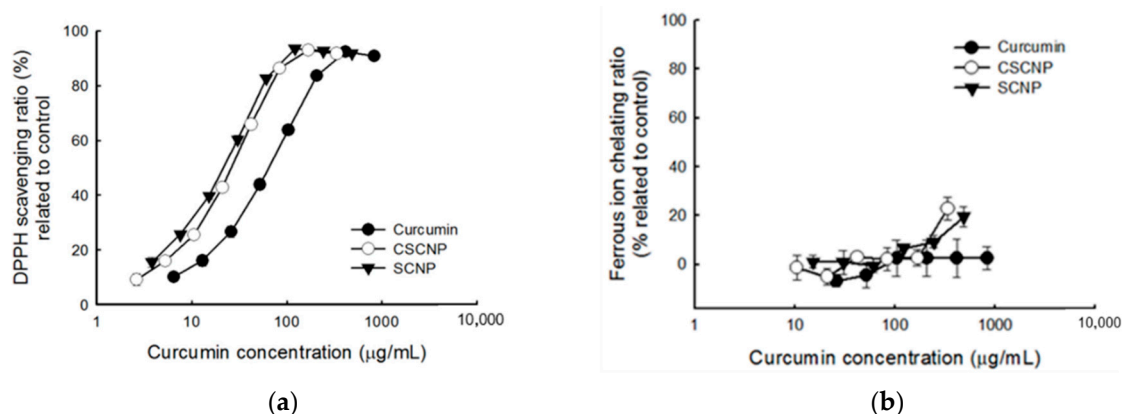 DPPH scavenging ratio (%)
related to control
100
80
60
40
20
0
Curcumin
CSCNP
SCNP
1
10
100
1000
10,000
Curcumin concentration (μg/mL)
(a)
Ferrous ion chelating ratio
(% related to control)
100
80
60
40
20
0
Curcumin
CSCNP
SCNP
1
10
100
1000
10,000
Curcumin concentration (μg/mL)
(b)